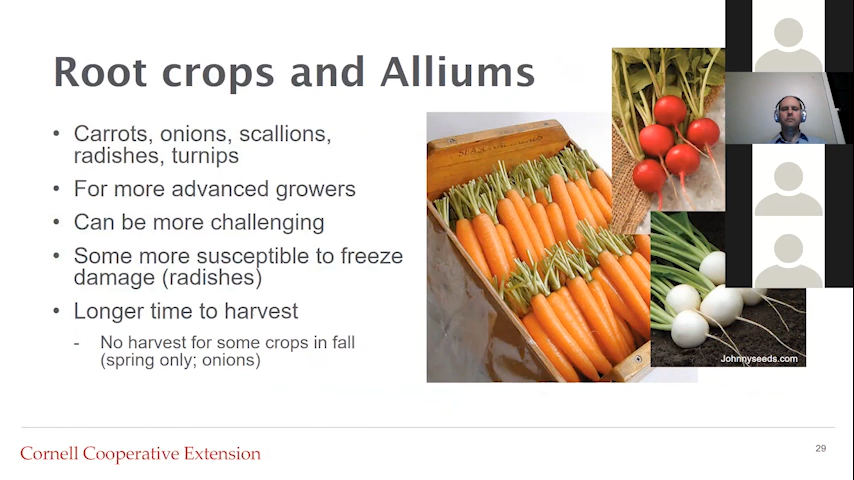 Root crops and Alliums
• Carrots, onions, scallions,
radishes, turnips
• For more advanced growers
• Can be more challenging
• Some more susceptible to freeze
damage (radishes)
• Longer time to harvest
- No harvest for some crops in fall
(spring only; onions)
Johnnyseeds.com
Cornell Cooperative Extension
29